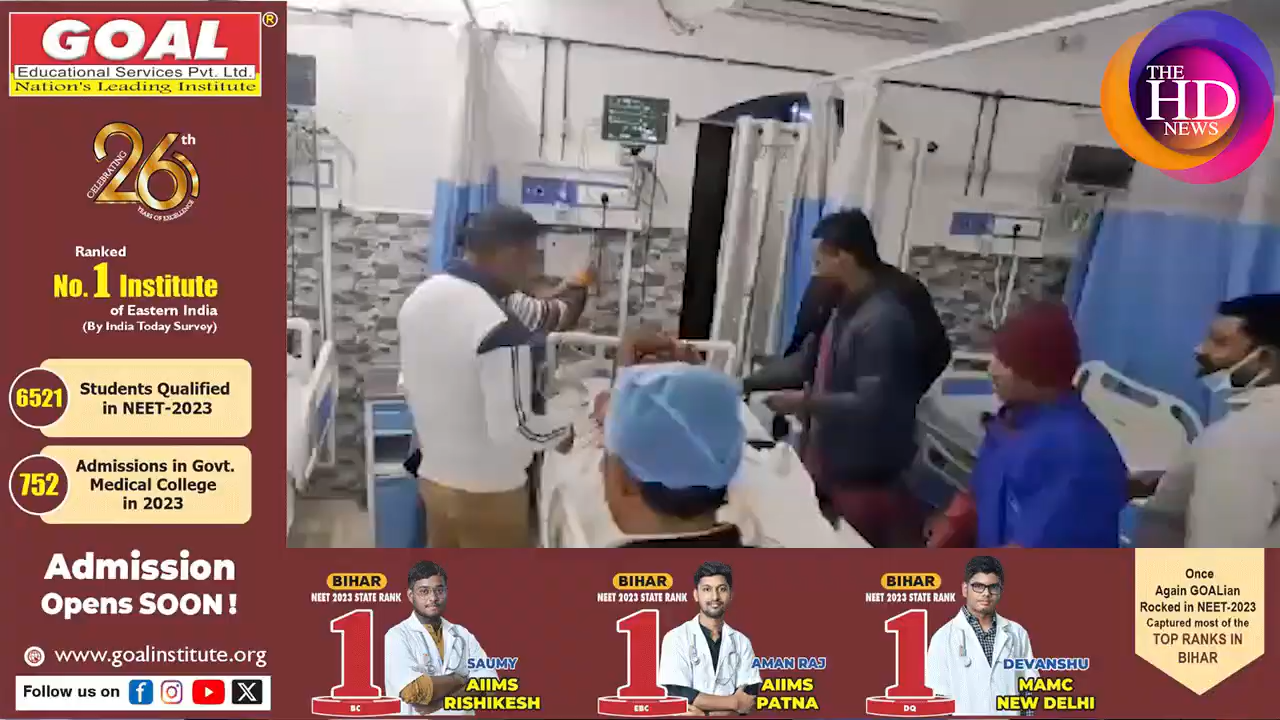 GOAL
®
Educational Services Pvt. Ltd.
Nation's Leading Institute
CELEBRATING
26th
YEARS OF EXCELLENCE
Ranked
No.1 Institute
of Eastern India
(By India Today Survey)
6521
Students Qualified
in NEET-2023
752
Admissions in Govt.
Medical College
in 2023
Admission
Opens SOON!
www.goalinstitute.org
Follow us on
THE
HD
NEWS
BIHAR
NEET 2023 STATE RANK
1
BC
SAUMY
AIIMS
RISHIKESH
BIHAR
NEET 2023 STATE RANK
1
EBC
AMAN RAJ
AIIMS
PATNA
BIHAR
NEET 2023 STATE RANK
1
DQ
DEVANSHU
MAMC
NEW DELHI
Once
Again GOALian
Rocked in NEET-2023
Captured most of the
TOP RANKS IN
BIHAR